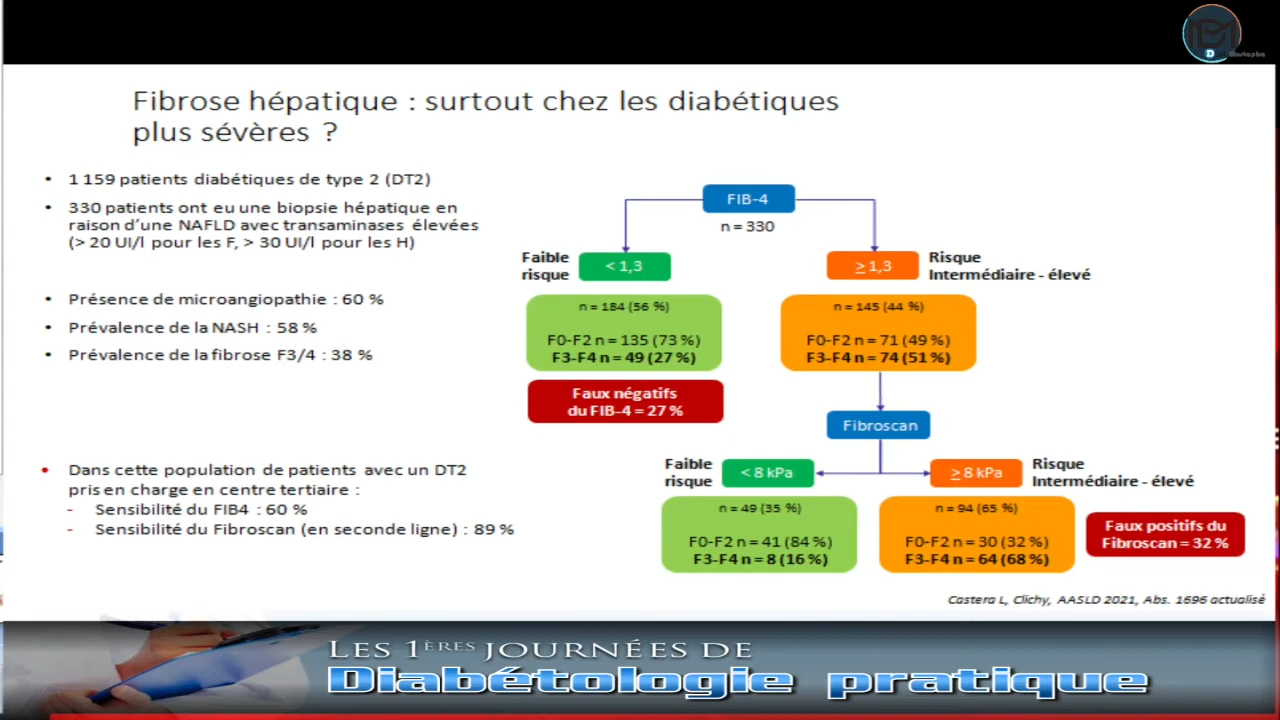 Fibrose hépatique : surtout chez les diabétiques
plus sévères ?
• 1 159 patients diabétiques de type 2 (DT2)
• 330 patients ont eu une biopsie hépatique en
raison d'une NAFLD avec transaminases élevées
(> 20 UI/l pour les F, > 30 UI/l pour les H)
• Présence de microangiopathie : 60 %
• Prévalence de la NASH : 58 %
• Prévalence de la fibrose F3/4 : 38 %
• Dans cette population de patients avec un DT2
pris en charge en centre tertiaire :
- Sensibilité du FIB4 : 60 %
- Sensibilité du Fibroscan (en seconde ligne) : 89 %
FIB-4
n = 330
Faible
risque
< 1,3
≥ 1,3
Risque
Intermédiaire - élevé
n = 184 (56 %)
F0-F2 n = 135 (73 %)
F3-F4 n = 49 (27 %)
n = 145 (44 %)
F0-F2 n = 71 (49 %)
F3-F4 n = 74 (51 %)
Faux négatifs
du FIB-4 = 27 %
Fibroscan
Faible
risque
< 8 kPa
≥ 8 kPa
Risque
Intermédiaire - élevé
n = 49 (35 %)
F0-F2 n = 41 (84 %)
F3-F4 n = 8 (16 %)
n = 94 (65 %)
F0-F2 n = 30 (32 %)
F3-F4 n = 64 (68 %)
Faux positifs du
Fibroscan = 32 %
Castera L, Clichy, AASLD 2021, Abs. 1696 actualisé
LES 1ÈRES JOURNÉES DE
Diabétologie pratique